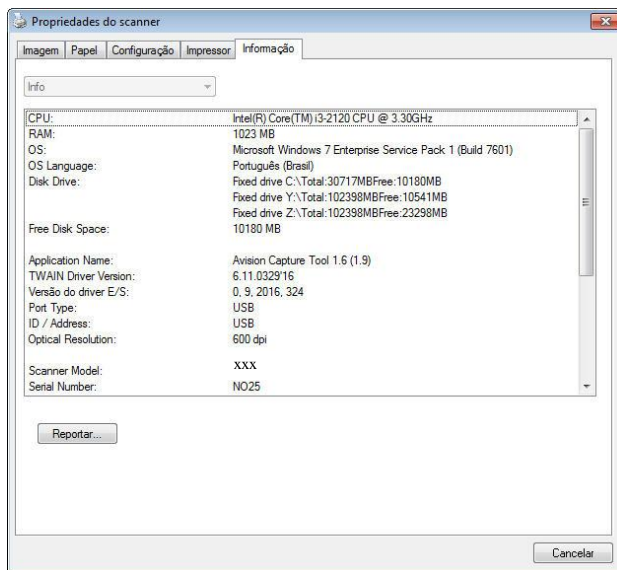 Propriedades do scanner
Imagem Papel Configuração Impressor Informação
Info
CPU: Intel(R) Core(TM) i3-2120 CPU @ 3.30GHz
RAM: 1023 MB
OS: Microsoft Windows 7 Enterprise Service Pack 1 (Build 7601)
OS Language: Português (Brasil)
Disk Drive: Fixed drive C:\Total:30717MBFree:10180MB
Fixed drive Y:\Total:102398MBFree:10541MB
Fixed drive Z:\Total:102398MBFree:23298MB
Free Disk Space: 10180 MB
Application Name: Avision Capture Tool 1.6 (1.9)
TWAIN Driver Version: 6.11.0329'16
Versão do driver E/S: 0, 9, 2016, 324
Port Type: USB
ID / Address: USB
Optical Resolution: 600 dpi
Scanner Model: xxx
Serial Number: NO25
Reportar...
Cancelar